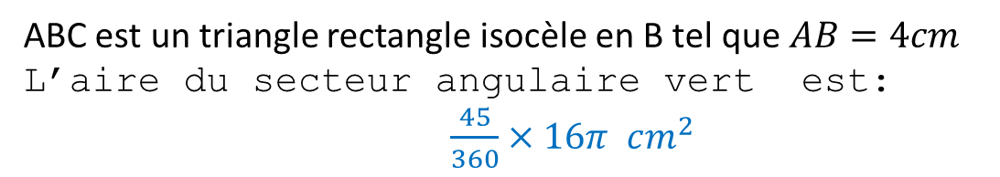 ABC est un triangle rectangle isocèle en B tel que AB = 4cm
L'aire du secteur angulaire vert est:
45/360 × 16π cm²